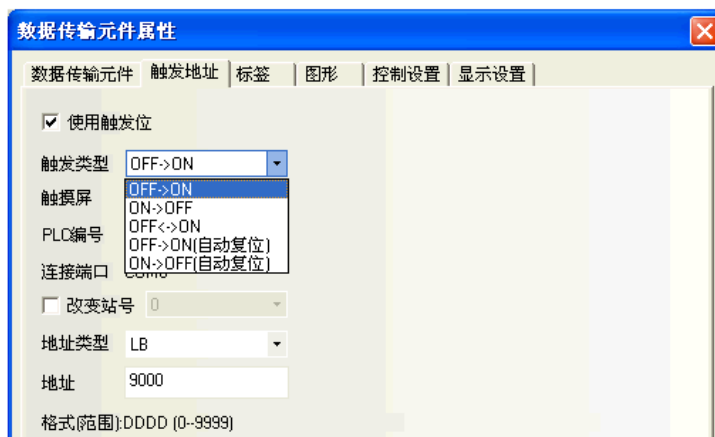 数据传输元件属性
数据传输元件 触发地址 标签 图形 控制设置 显示设置
使用触发位
触发类型 OFF->ON
OFF->ON
触摸屏
ON->OFF
OFF<->ON
PLC编号
OFF->ON(自动复位)
ON->OFF(自动复位)
连接端口
改变站号 0
地址类型 LB
地址 9000
格式(范围):DDDD (0--9999)